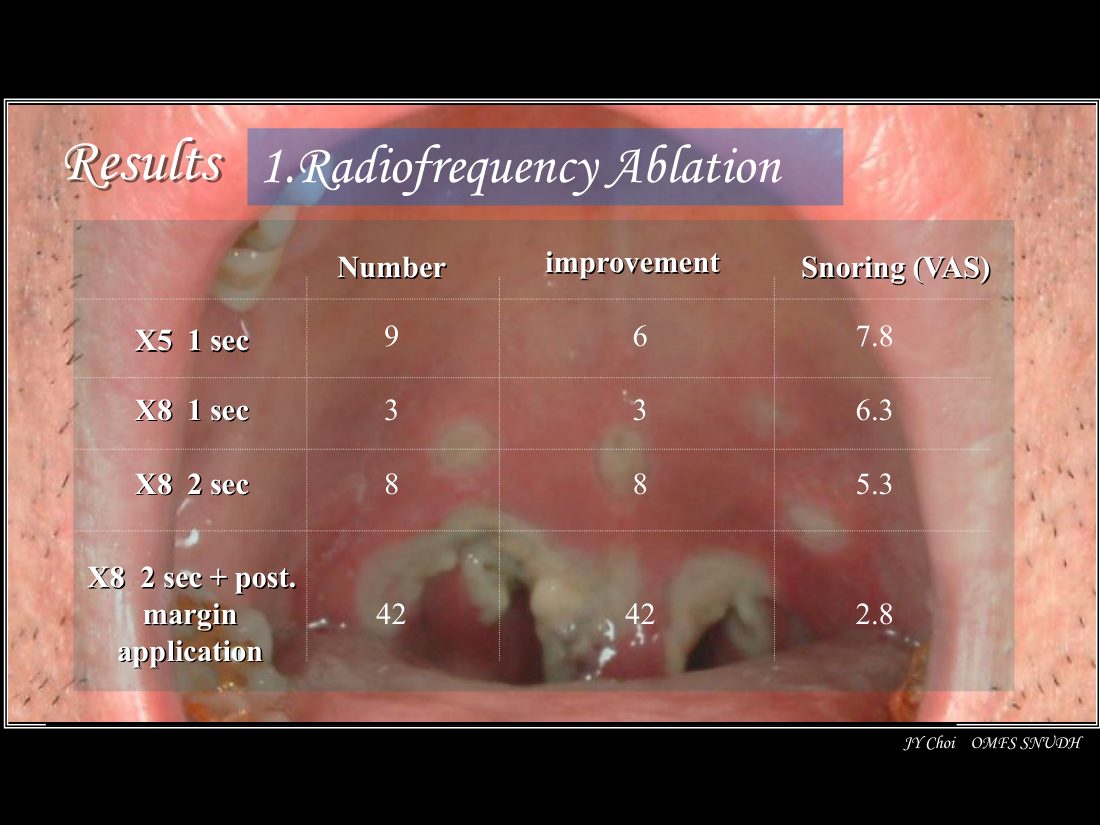 Results 1.Radiofrequency Ablation
Number improvement Snoring (VAS)
X5 1 sec 9 6 7.8
X8 1 sec 3 3 6.3
X8 2 sec 8 8 5.3
X8 2 sec + post.
margin 42 42 2.8
application
JY Choi OMFS SNUDH